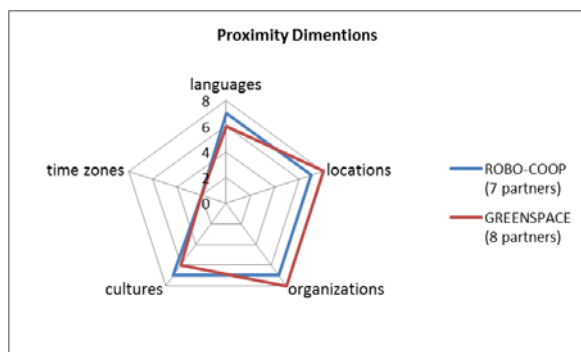 Proximity Dimentions
languages
8
6
4
2
0
time zones
locations
cultures
organizations
ROBO-COOP
(7 partners)
GREENSPACE
(8 partners)